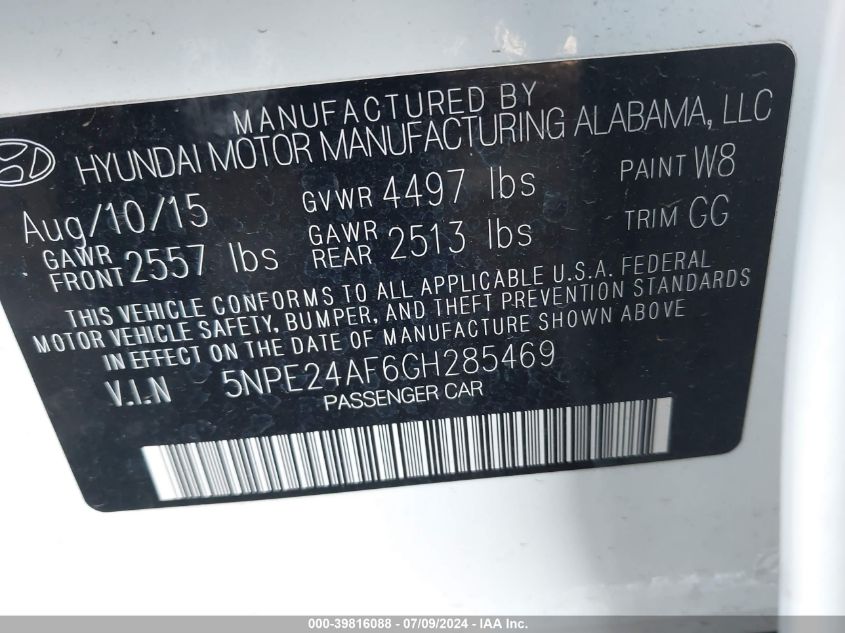 MANUFACTURED BY
HYUNDAI MOTOR MANUFACTURING ALABAMA, LLC
Aug/10/15 GVWR 4497 lbs PAINT W8
GAWR FRONT 2557 lbs GAWR REAR 2513 lbs TRIM GG
THIS VEHICLE CONFORMS TO ALL APPLICABLE U.S.A. FEDERAL
MOTOR VEHICLE SAFETY, BUMPER, AND THEFT PREVENTION STANDARDS
IN EFFECT ON THE DATE OF MANUFACTURE SHOWN ABOVE
V.I.N 5NPE24AF6GH285469
PASSENGER CAR
000-39816088 - 07/09/2024 - IAA Inc.